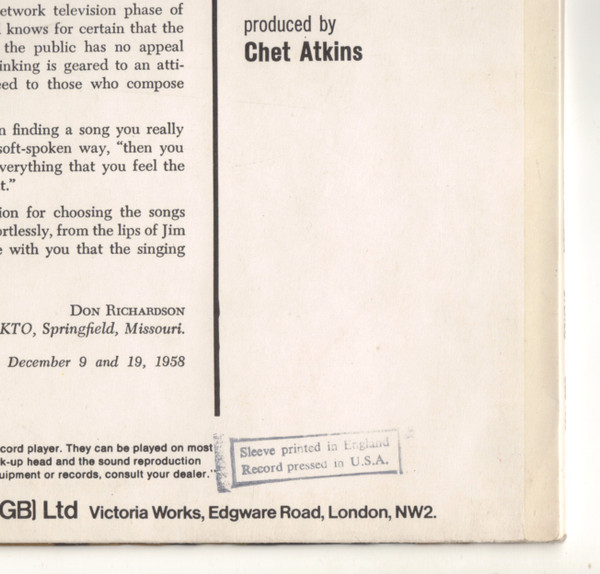 etwork television phase of
knows for certain that the
the public has no appeal
inking is geared to an atti-
eed to those who compose
n finding a song you really
soft-spoken way, “then you
verything that you feel the
t.”
ion for choosing the songs
ortlessly, from the lips of Jim
e with you that the singing
Don Richardson
KTO, Springfield, Missouri.
December 9 and 19, 1958
produced by
Chet Atkins
cord player. They can be played on most
k-up head and the sound reproduction
uipment or records, consult your dealer."
Sleeve printed in England
Record pressed in U.S.A.
GB) Ltd Victoria Works, Edgware Road, London, NW2.